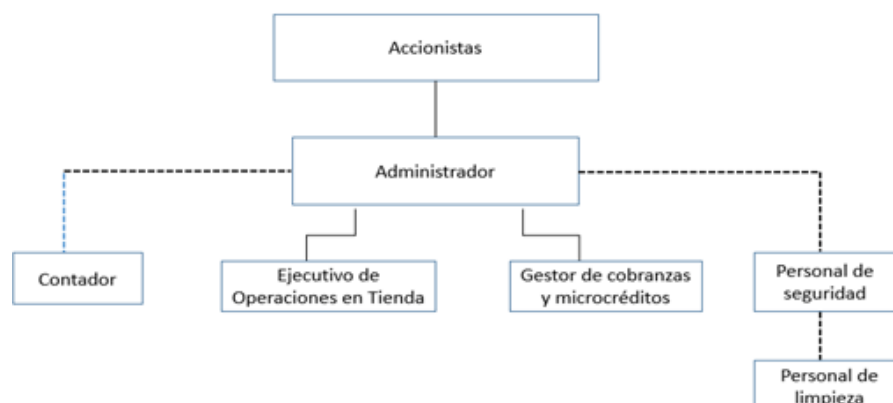 Accionistas
Administrador
Contador
Ejecutivo de
Operaciones en Tienda
Gestor de cobranzas
y microcréditos
Personal de
seguridad
Personal de
limpieza